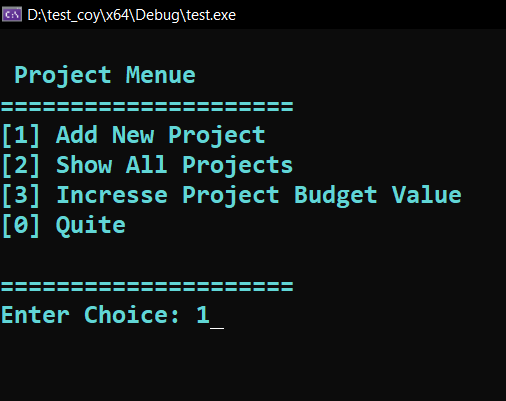 D:\test_coy\x64\Debug\test.exe
Project Menue
=====================
[1] Add New Project
[2] Show All Projects
[3] Incresse Project Budget Value
[0] Quite
=====================
Enter Choice: 1_